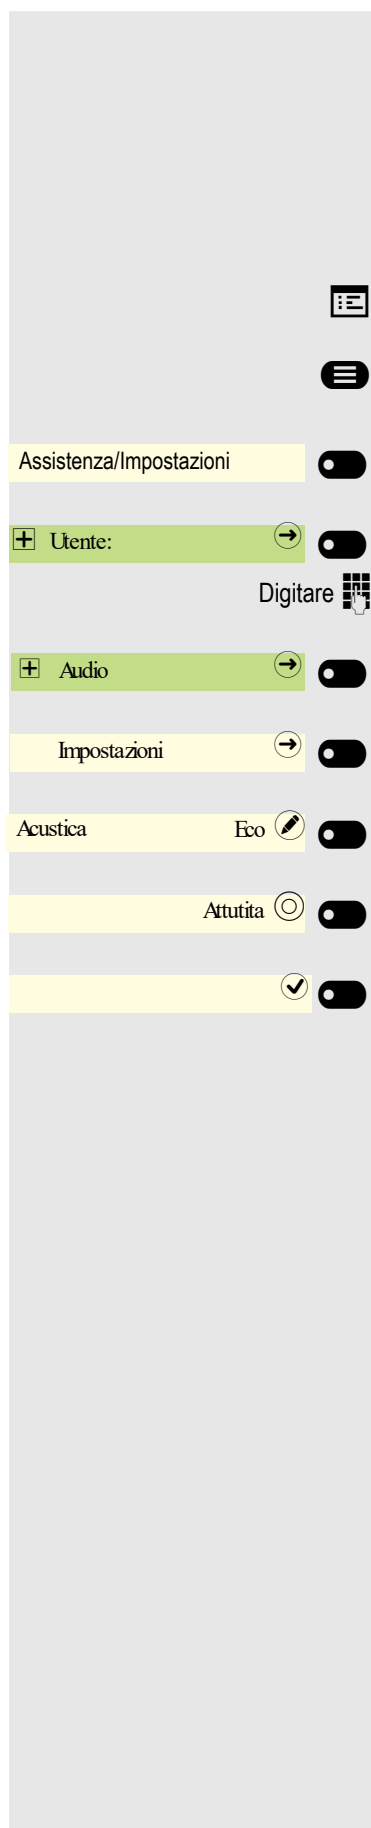 Assistenza/Impostazioni
Utente:
Digitare
Audio
Impostazioni
Acustica Eco
Attutita